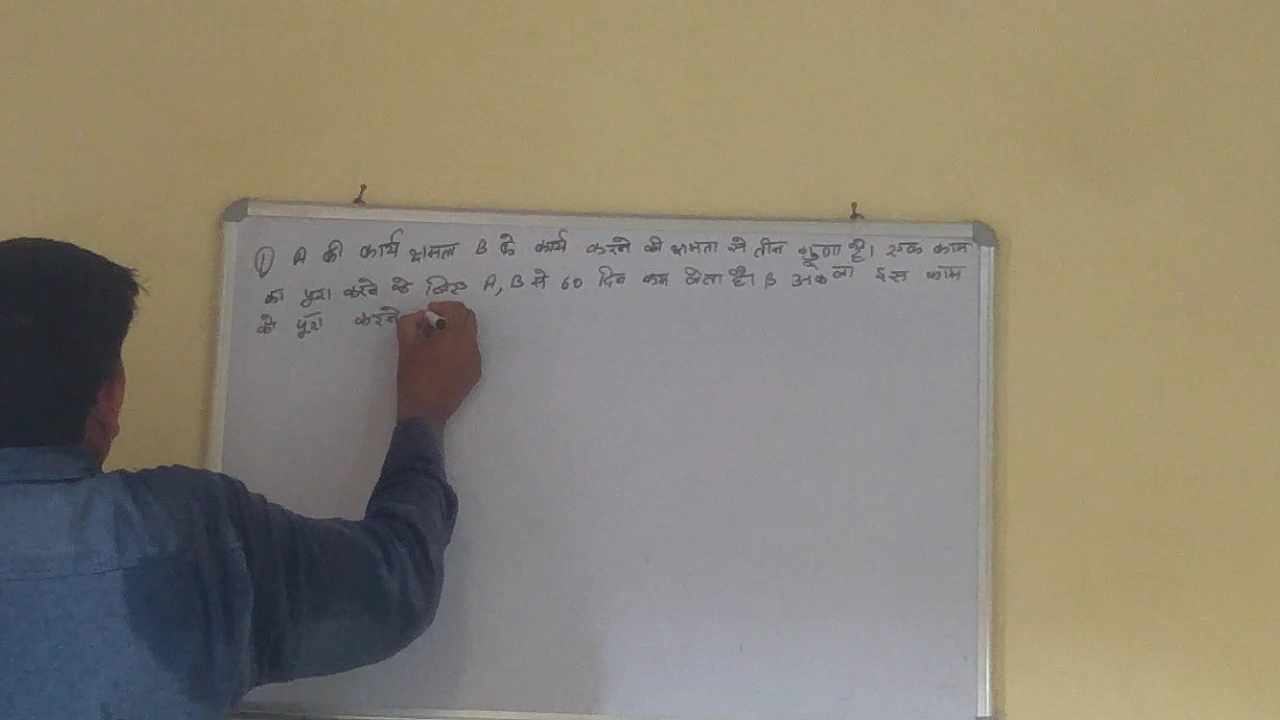 ① A की कार्य क्षमता B के कार्य करने की क्षमता से तीन गुणा है। एक काम
को पूरा करने के लिए A, B से 60 दिन कम लेता है। B अकेला इस काम
को पूरा करने